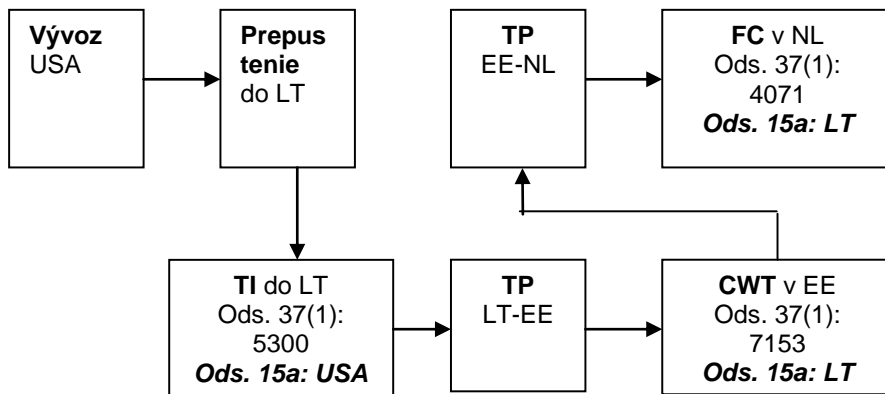 Vývoz
USA
Prepus
tenie
do LT
TI do LT
Ods. 37(1):
5300
Ods. 15a: USA
TP
LT-EE
CWT v EE
Ods. 37(1):
7153
Ods. 15a: LT
TP
EE-NL
FC v NL
Ods. 37(1):
4071
Ods. 15a: LT